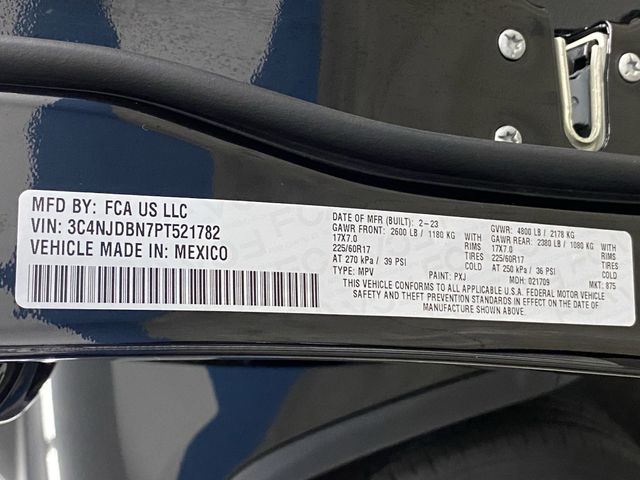 MFD BY: FCA US LLC
VIN: 3C4NJDBN7PT521782
VEHICLE MADE IN: MEXICO
DATE OF MFR (BUILT): 2-23 GVWR: 4800 LB / 2178 KG
GAWR FRONT: 2600 LB / 1180 KG WITH GAWR REAR: 2380 LB / 1080 KG WITH
17X7.0 RIMS 17X7.0 RIMS
225/60R17 TIRES 225/60R17 TIRES
AT 270 kPa / 39 PSI COLD AT 250 kPa / 36 PSI COLD
TYPE: MPV PAINT: PXJ MDH: 021709 MKT: 875
THIS VEHICLE CONFORMS TO ALL APPLICABLE U.S.A. FEDERAL MOTOR VEHICLE
SAFETY AND THEFT PREVENTION STANDARDS IN EFFECT ON THE DATE OF
MANUFACTURE SHOWN ABOVE.